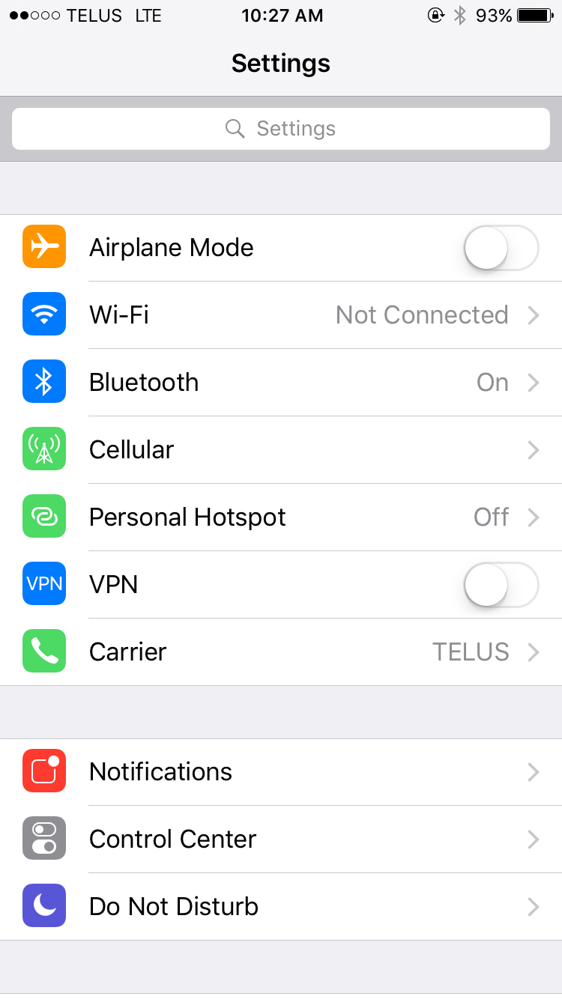 TELUS LTE 10:27 AM 93%
Settings
Settings
Airplane Mode
Wi-Fi Not Connected
Bluetooth On
Cellular
Personal Hotspot Off
VPN VPN
Carrier TELUS
Notifications
Control Center
Do Not Disturb